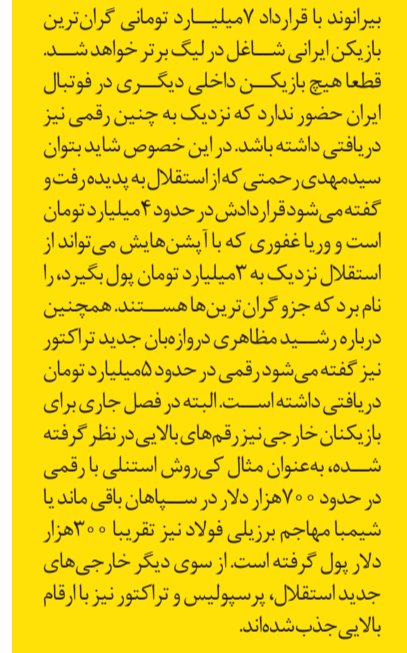 بیرانوند با قرارداد ۷میلیارد تومانی گران‌ترین
بازیکن ایرانی شاغل در لیگ برتر خواهد شد.
قطعا هیچ بازیکن داخلی دیگری در فوتبال
ایران حضور ندارد که نزدیک به چنین رقمی نیز
دریافتی داشته باشد. در این خصوص شاید بتوان
سیدمهدی رحمتی که از استقلال به پدیده رفت و
گفته می‌شود قراردادش در حدود ۴میلیارد تومان
است و وریا غفوری که با آپشن‌هایش می‌تواند از
استقلال نزدیک به ۳میلیارد تومان پول بگیرد، را
نام برد که جزو گران‌ترین‌ها هستند. همچنین
درباره رشید مظاهری دروازه‌بان جدید تراکتور
نیز گفته می‌شود رقمی در حدود ۵میلیارد تومان
دریافتی داشته است. البته در فصل جاری برای
بازیکنان خارجی نیز رقم‌های بالایی در نظر گرفته
شده، به‌عنوان مثال کی‌روش استنلی با رقمی
در حدود ۷۰۰هزار دلار در سپاهان باقی ماند یا
شیمبا مهاجم برزیلی فولاد نیز تقریبا ۳۰۰هزار
دلار پول گرفته است. از سوی دیگر خارجی‌های
جدید استقلال، پرسپولیس و تراکتور نیز با ارقام
بالایی جذب شده‌اند.